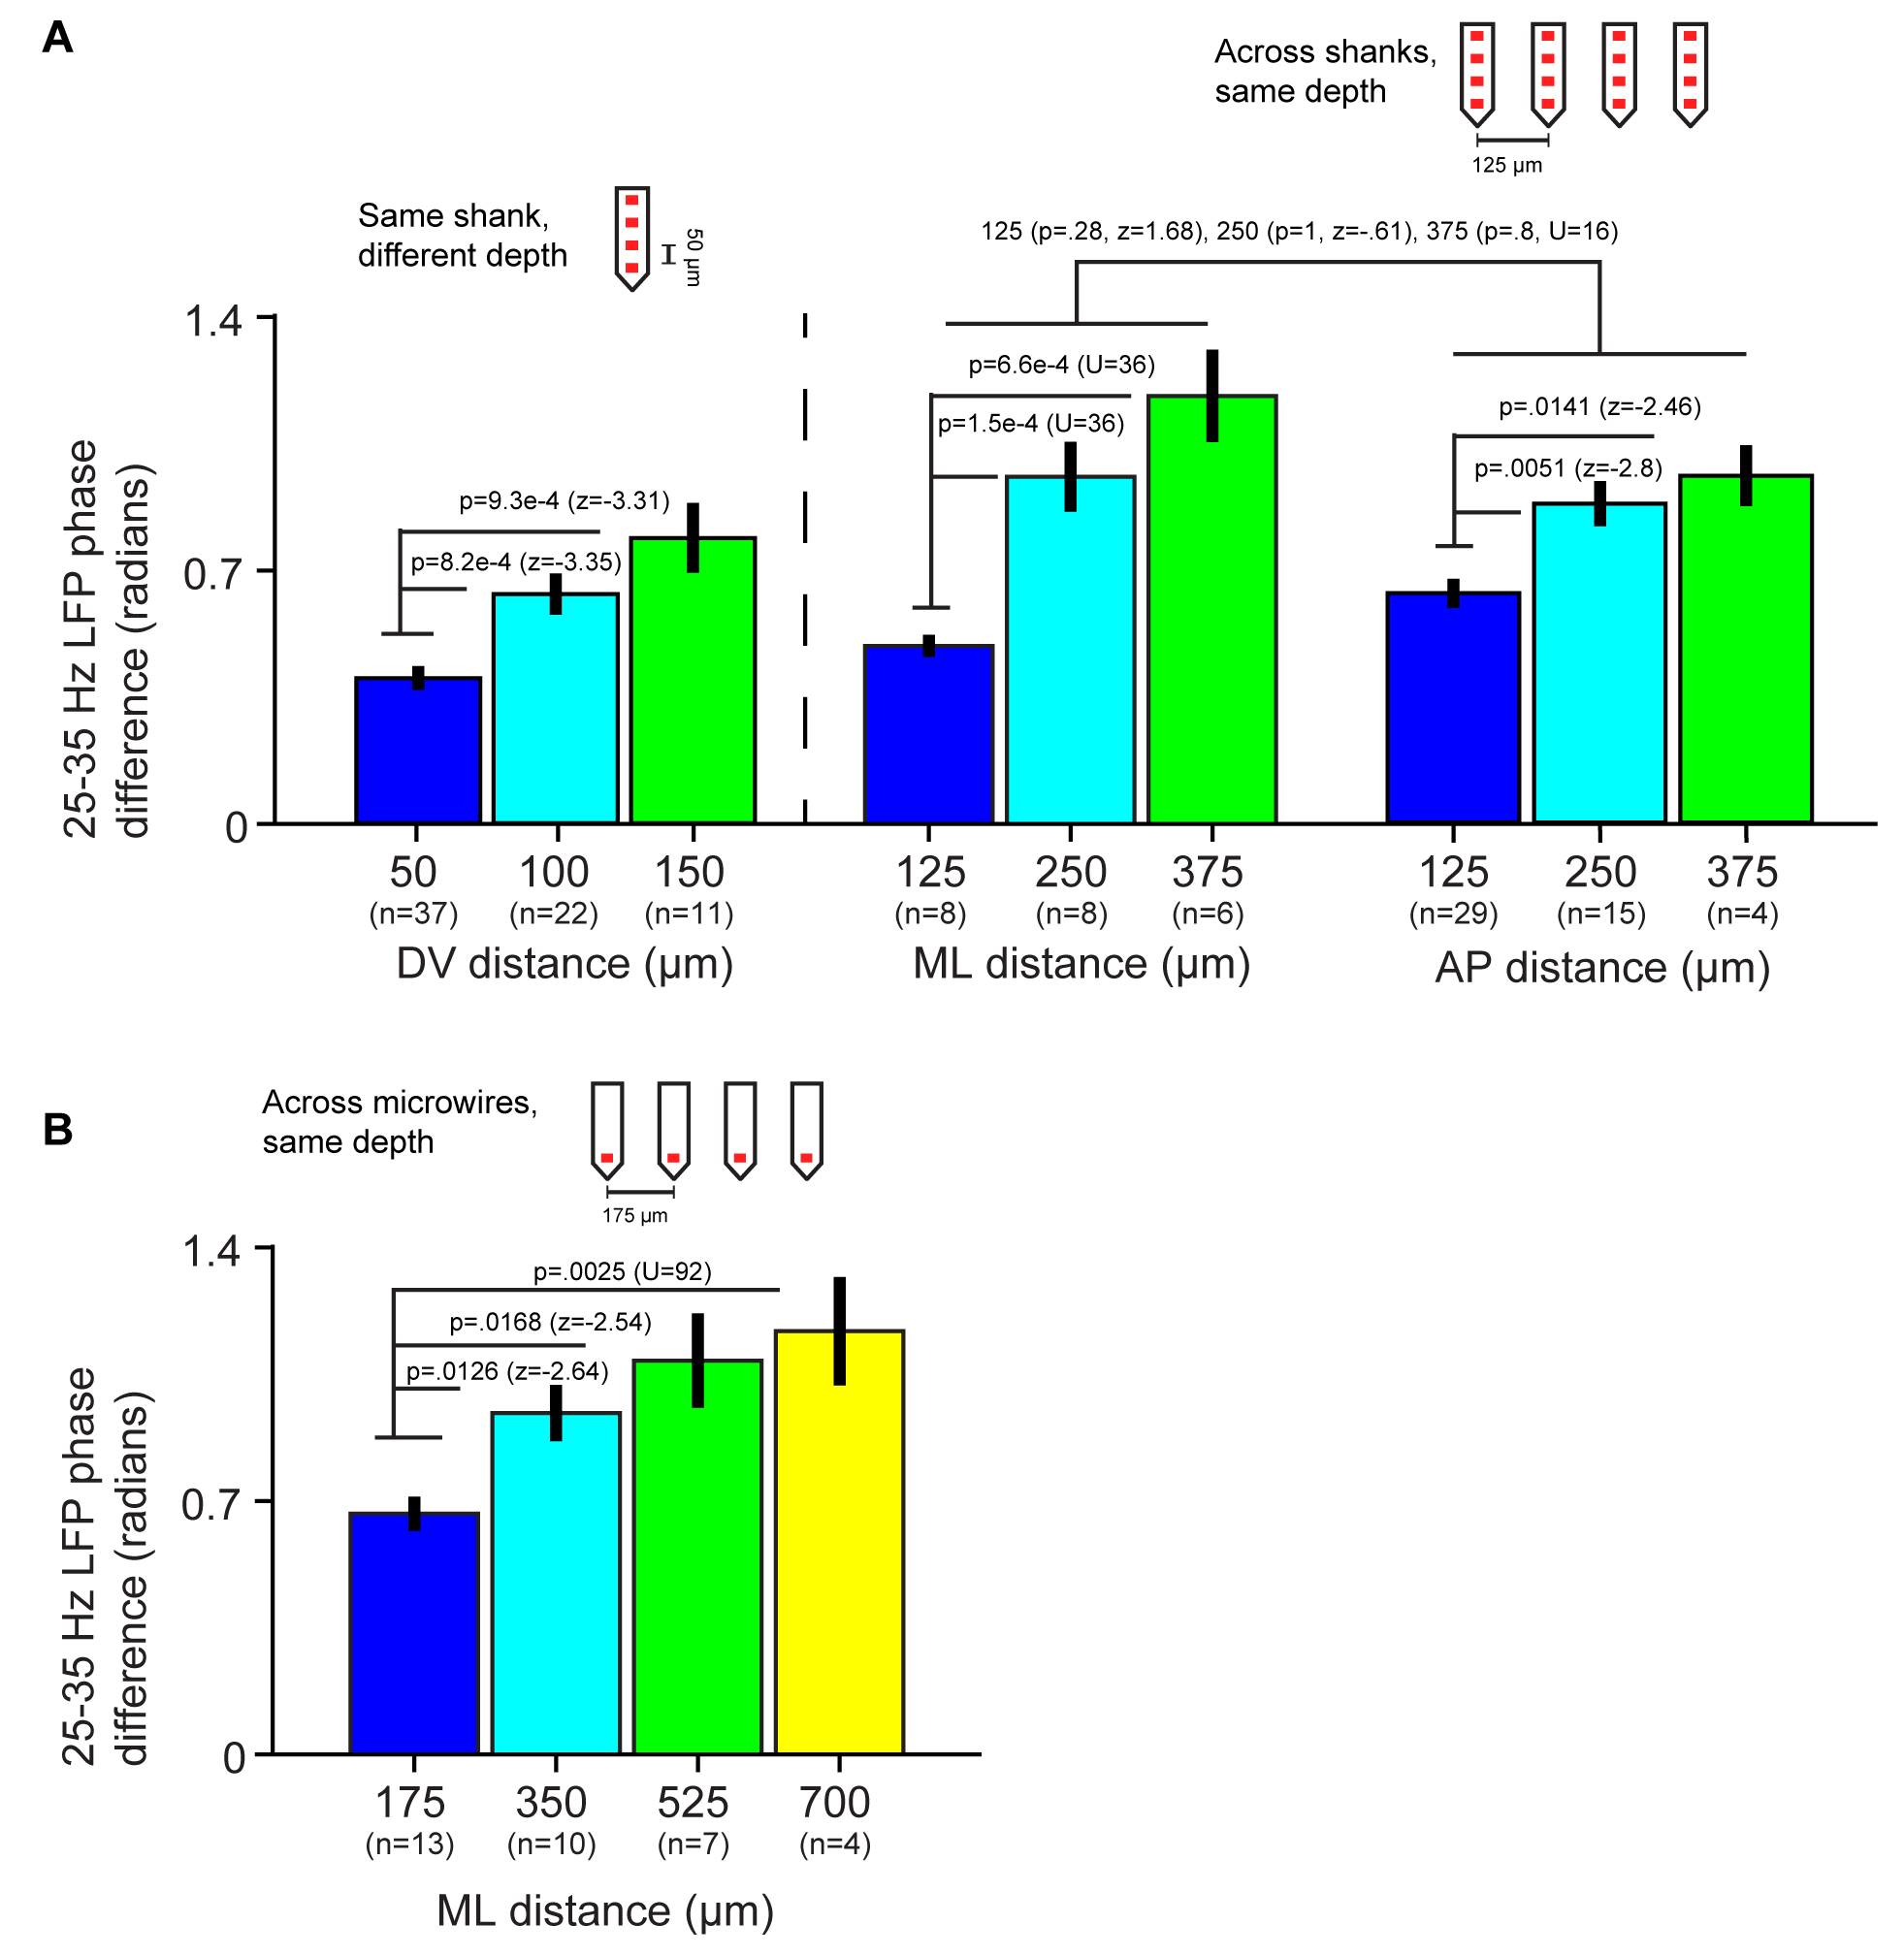 A
Across shanks,
same depth
125 µm
Same shank,
different depth
50 µm
125 (p=.28, z=1.68), 250 (p=1, z=-.61), 375 (p=.8, U=16)
1.4
0.7
0
25-35 Hz LFP phase
difference (radians)
p=9.3e-4 (z=-3.31)
p=8.2e-4 (z=-3.35)
p=6.6e-4 (U=36)
p=1.5e-4 (U=36)
p=.0141 (z=-2.46)
p=.0051 (z=-2.8)
50 100 150
(n=37) (n=22) (n=11)
DV distance (µm)
125 250 375
(n=8) (n=8) (n=6)
ML distance (µm)
125 250 375
(n=29) (n=15) (n=4)
AP distance (µm)
B
Across microwires,
same depth
175 µm
1.4
0.7
0
25-35 Hz LFP phase
difference (radians)
p=.0025 (U=92)
p=.0168 (z=-2.54)
p=.0126 (z=-2.64)
175 350 525 700
(n=13) (n=10) (n=7) (n=4)
ML distance (µm)